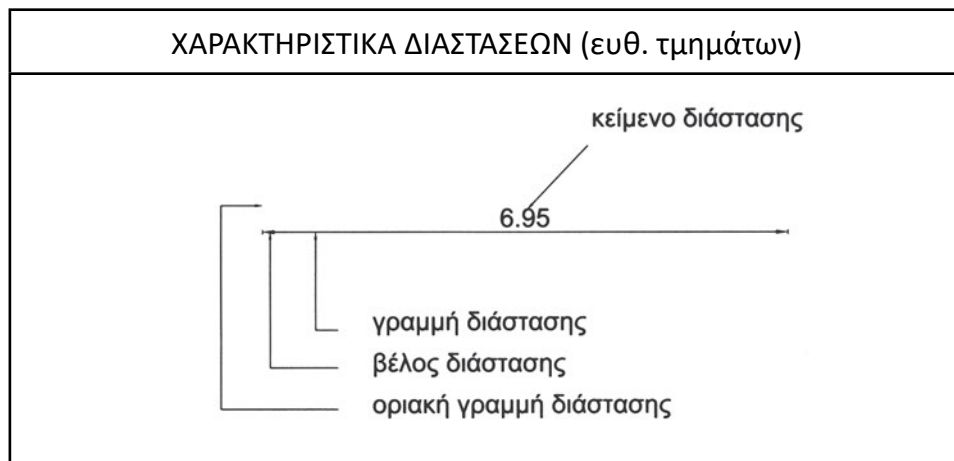 ΧΑΡΑΚΤΗΡΙΣΤΙΚΑ ΔΙΑΣΤΑΣΕΩΝ (ευθ. τμημάτων)
κείμενο διάστασης
6.95
γραμμή διάστασης
βέλος διάστασης
οριακή γραμμή διάστασης